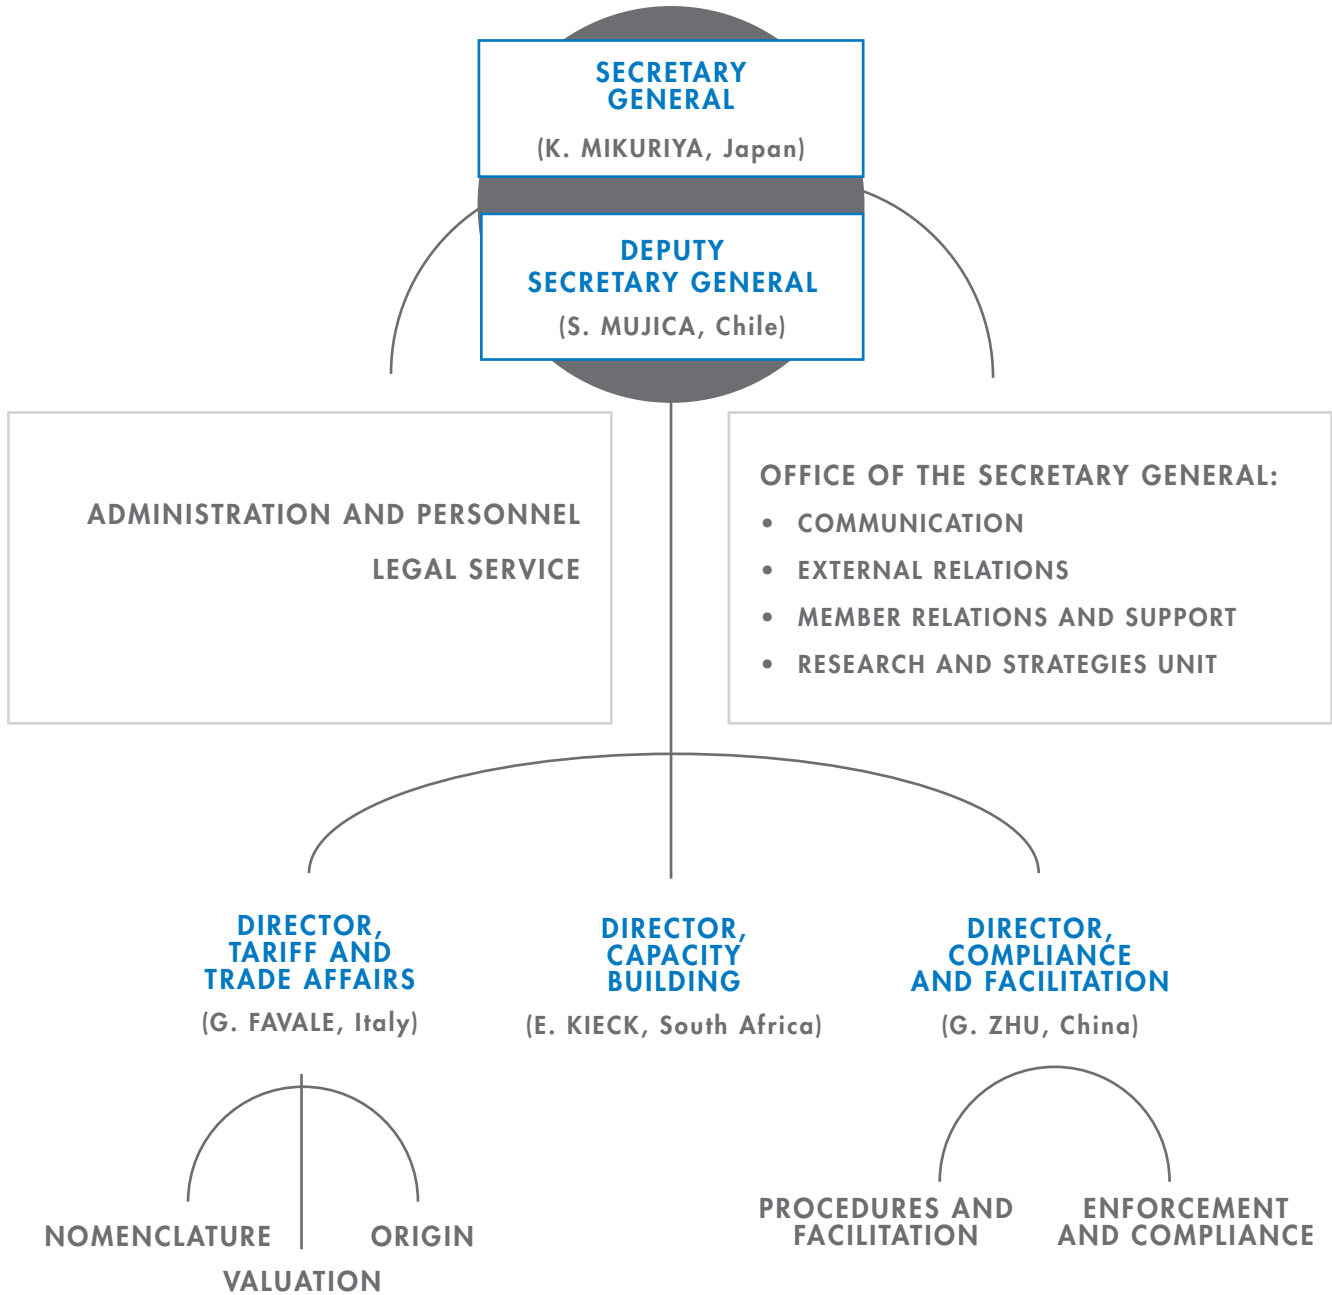 SECRETARY
GENERAL
(K. MIKURIYA, Japan)
DEPUTY
SECRETARY GENERAL
(S. MUJICA, Chile)
ADMINISTRATION AND PERSONNEL
LEGAL SERVICE
OFFICE OF THE SECRETARY GENERAL:
• COMMUNICATION
• EXTERNAL RELATIONS
• MEMBER RELATIONS AND SUPPORT
• RESEARCH AND STRATEGIES UNIT
DIRECTOR,
TARIFF AND
TRADE AFFAIRS
(G. FAVALE, Italy)
DIRECTOR,
CAPACITY
BUILDING
(E. KIECK, South Africa)
DIRECTOR,
COMPLIANCE
AND FACILITATION
(G. ZHU, China)
NOMENCLATURE
VALUATION
ORIGIN
PROCEDURES AND
FACILITATION
ENFORCEMENT
AND COMPLIANCE